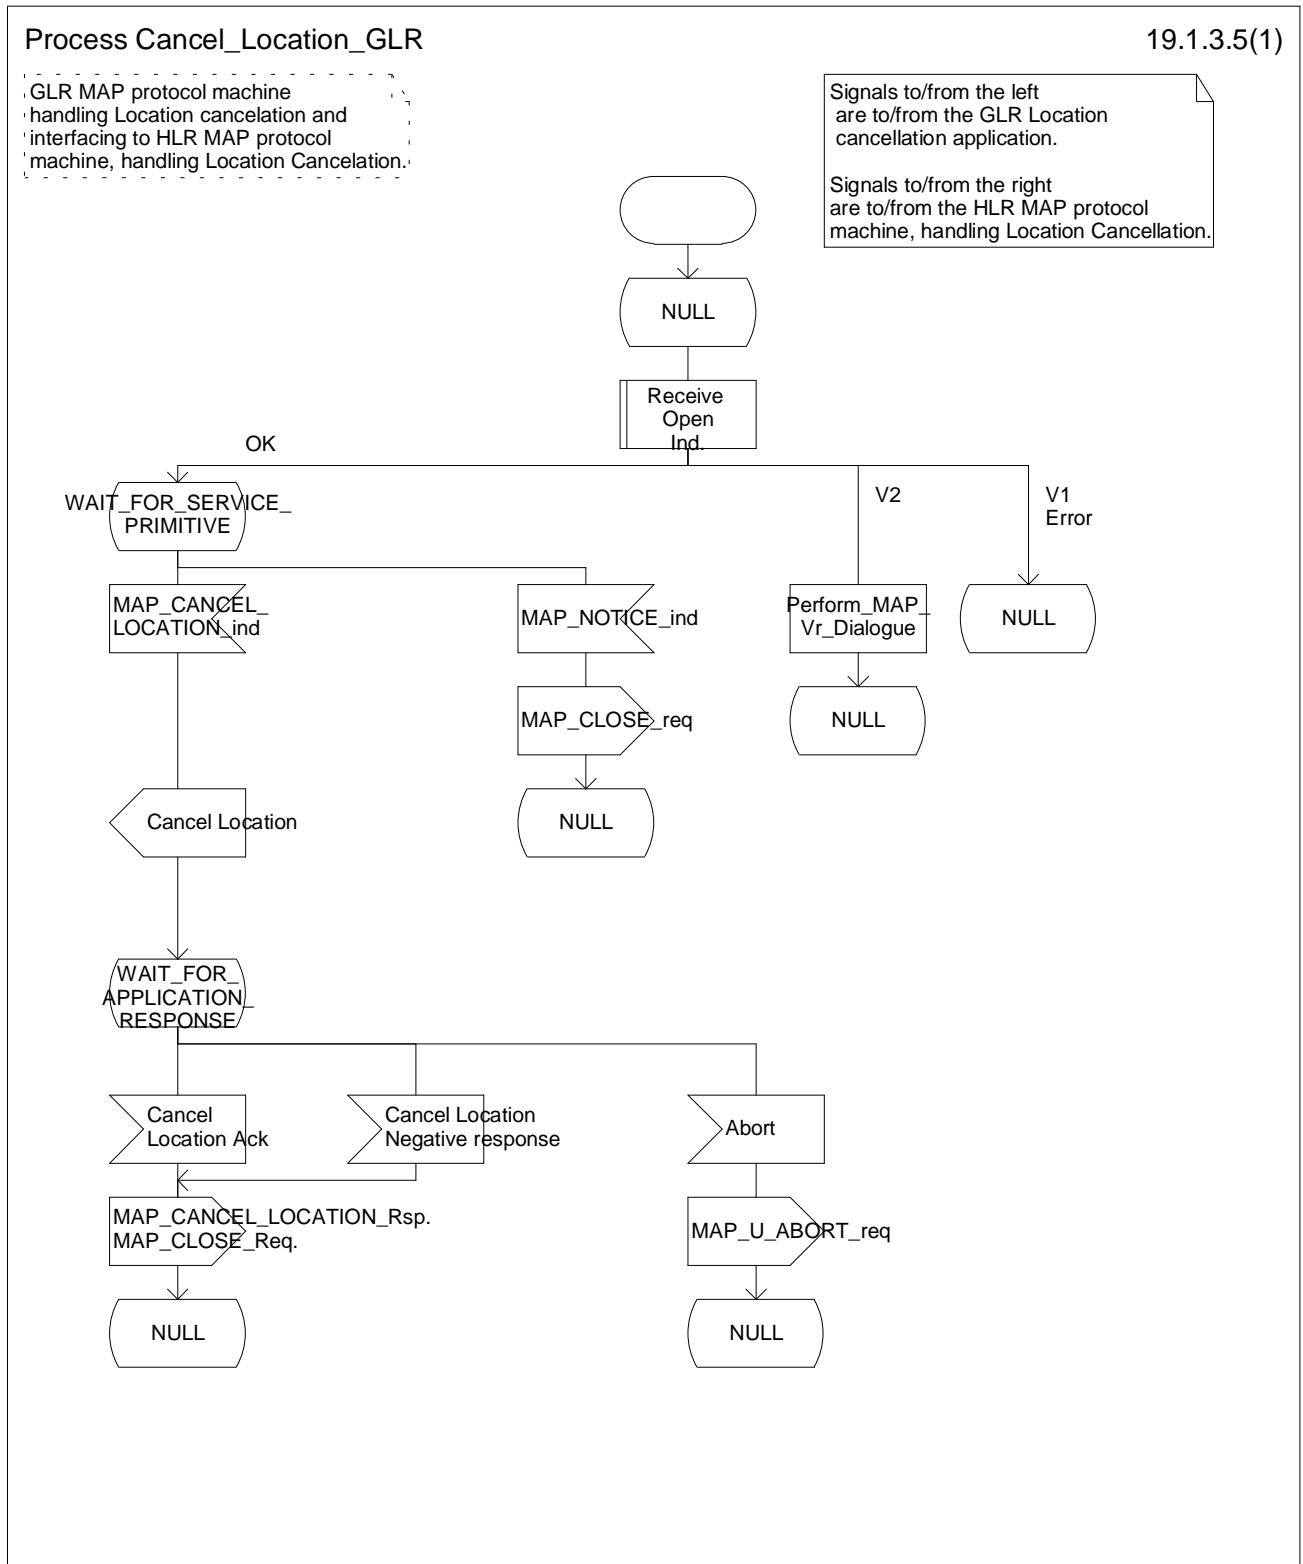 Process Cancel_Location_GLR
19.1.3.5(1)
GLR MAP protocol machine
handling Location cancelation and
interfacing to HLR MAP protocol
machine, handling Location Cancelation.
Signals to/from the left
are to/from the GLR Location
cancellation application.
Signals to/from the right
are to/from the HLR MAP protocol
machine, handling Location Cancellation.
NULL
Receive
Open
Ind.
OK
V2
V1
Error
WAIT_FOR_SERVICE_
PRIMITIVE
MAP_CANCEL_
LOCATION_ind
MAP_NOTICE_ind
Perform_MAP_
Vr_Dialogue
NULL
MAP_CLOSE_req
NULL
Cancel Location
NULL
WAIT_FOR_
APPLICATION_
RESPONSE
Cancel
Location Ack
Cancel Location
Negative response
Abort
MAP_CANCEL_LOCATION_Rsp.
MAP_CLOSE_Req.
MAP_U_ABORT_req
NULL
NULL